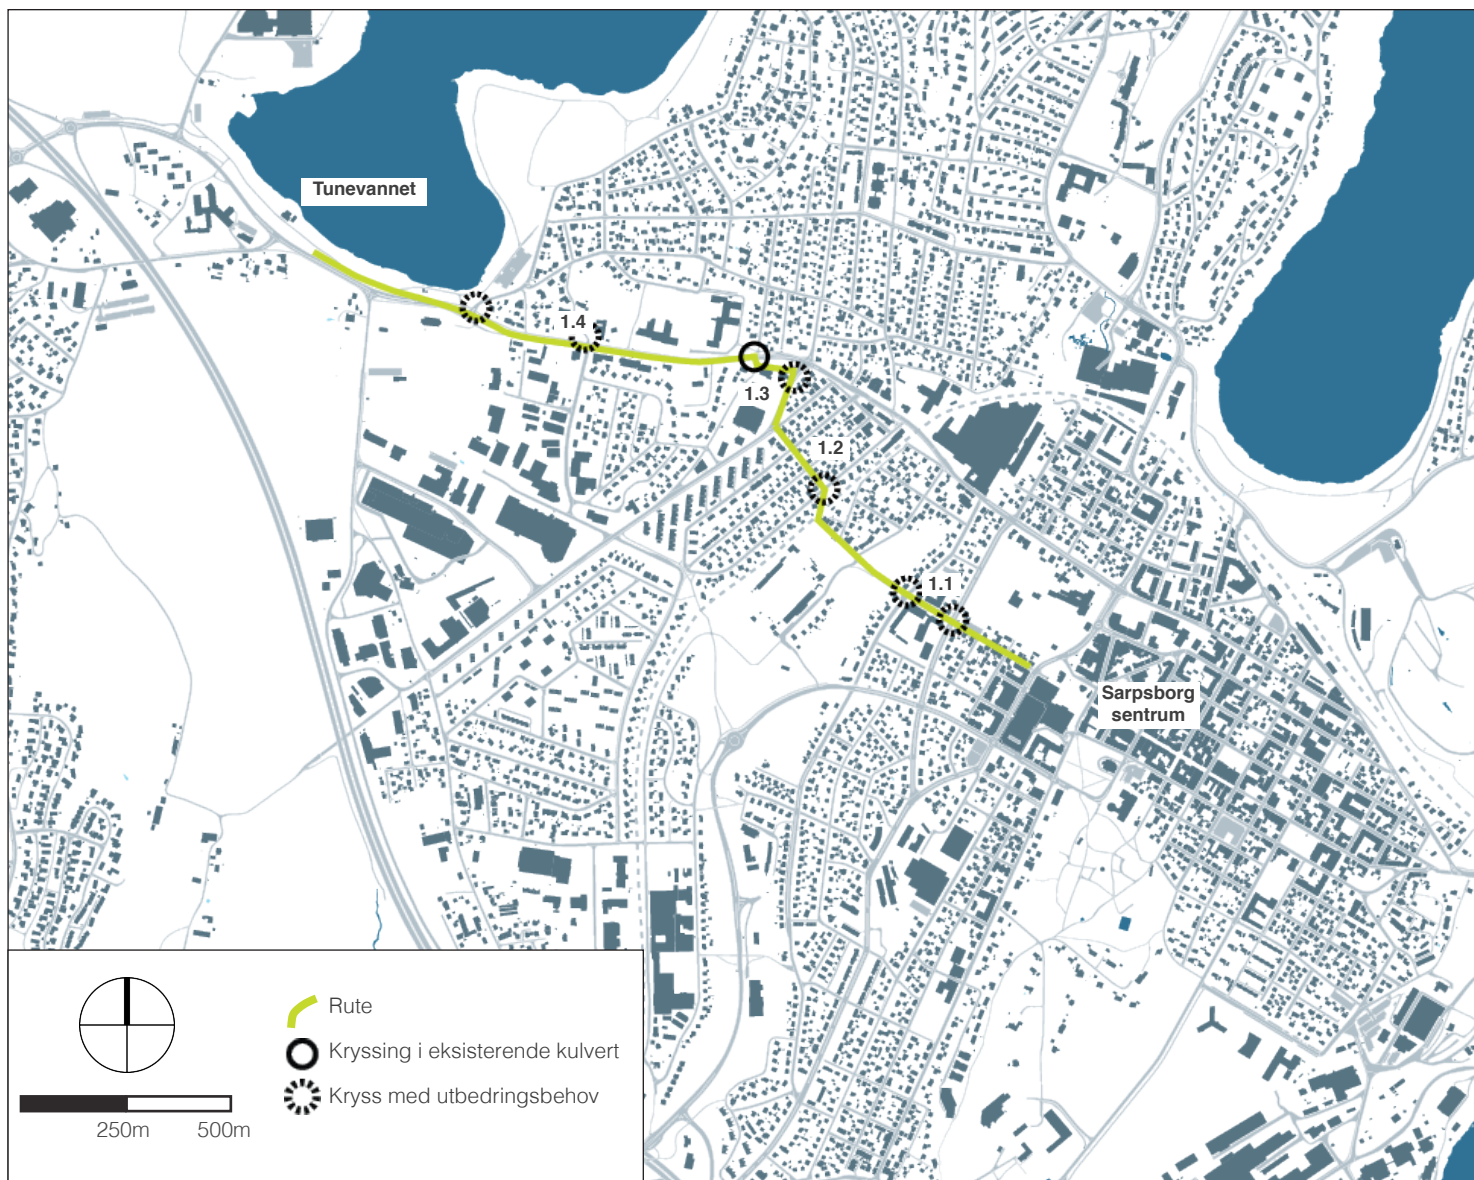 Tunevannet
1.4
1.3
1.2
1.1
Sarpsborg
sentrum
Rute
Kryssing i eksisterende kulvert
Kryss med utbedringsbehov
250m
500m